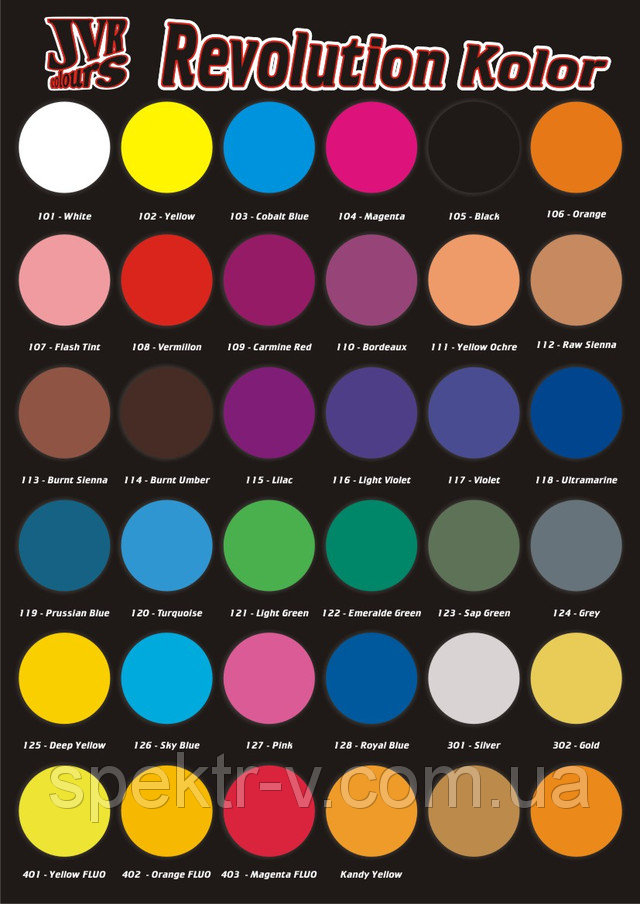 JVR colours
Revolution Kolor
101 - White
102 - Yellow
103 - Cobalt Blue
104 - Magenta
105 - Black
106 - Orange
107 - Flash Tint
108 - Vermilion
109 - Carmine Red
110 - Bordeaux
111 - Yellow Ochre
112 - Raw Sienna
113 - Burnt Sienna
114 - Burnt Umber
115 - Lilac
116 - Light Violet
117 - Violet
118 - Ultramarine
119 - Prussian Blue
120 - Turquoise
121 - Light Green
122 - Emeralde Green
123 - Sap Green
124 - Grey
125 - Deep Yellow
126 - Sky Blue
127 - Pink
128 - Royal Blue
301 - Silver
302 - Gold
spektr-v.com.ua
401 - Yellow FLUO
402 - Orange FLUO
403 - Magenta FLUO
Kandy Yellow